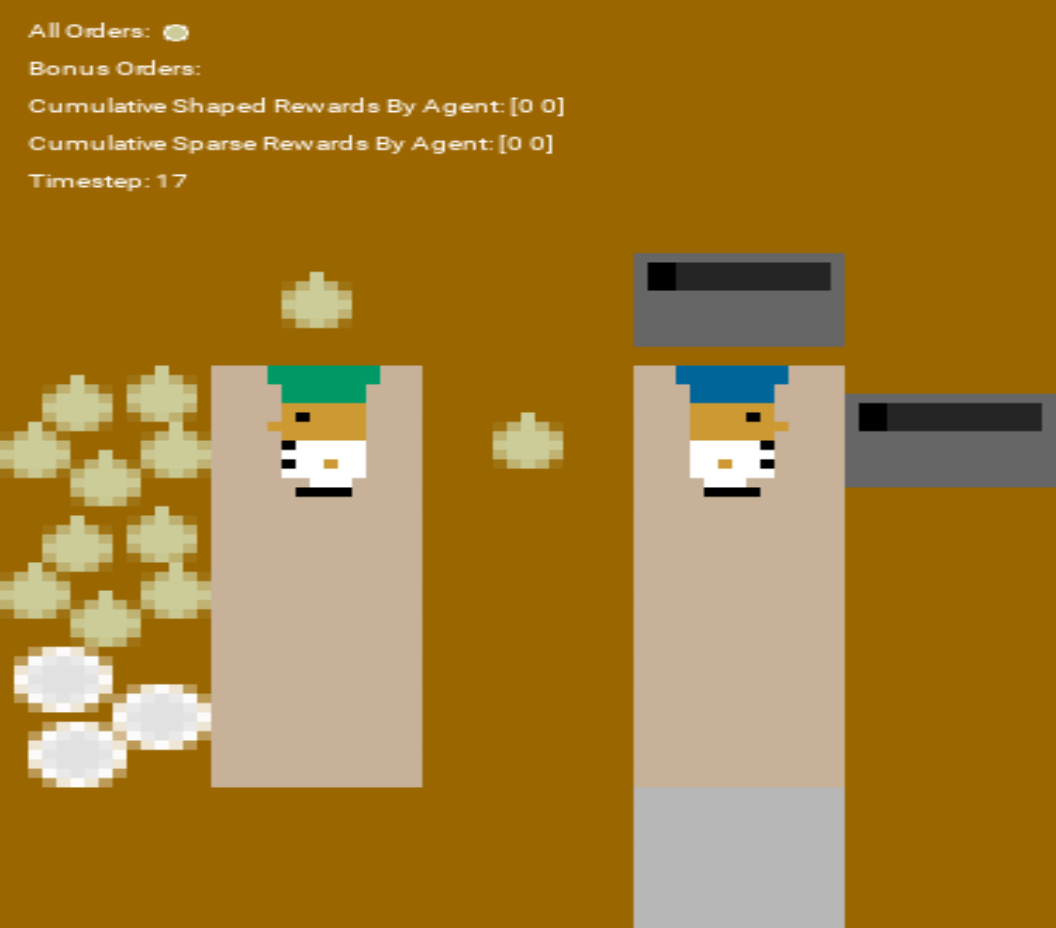 All Orders:
Bonus Orders:
Cumulative Shaped Rewards By Agent: [0 0]
Cumulative Sparse Rewards By Agent: [0 0]
Timestep: 17